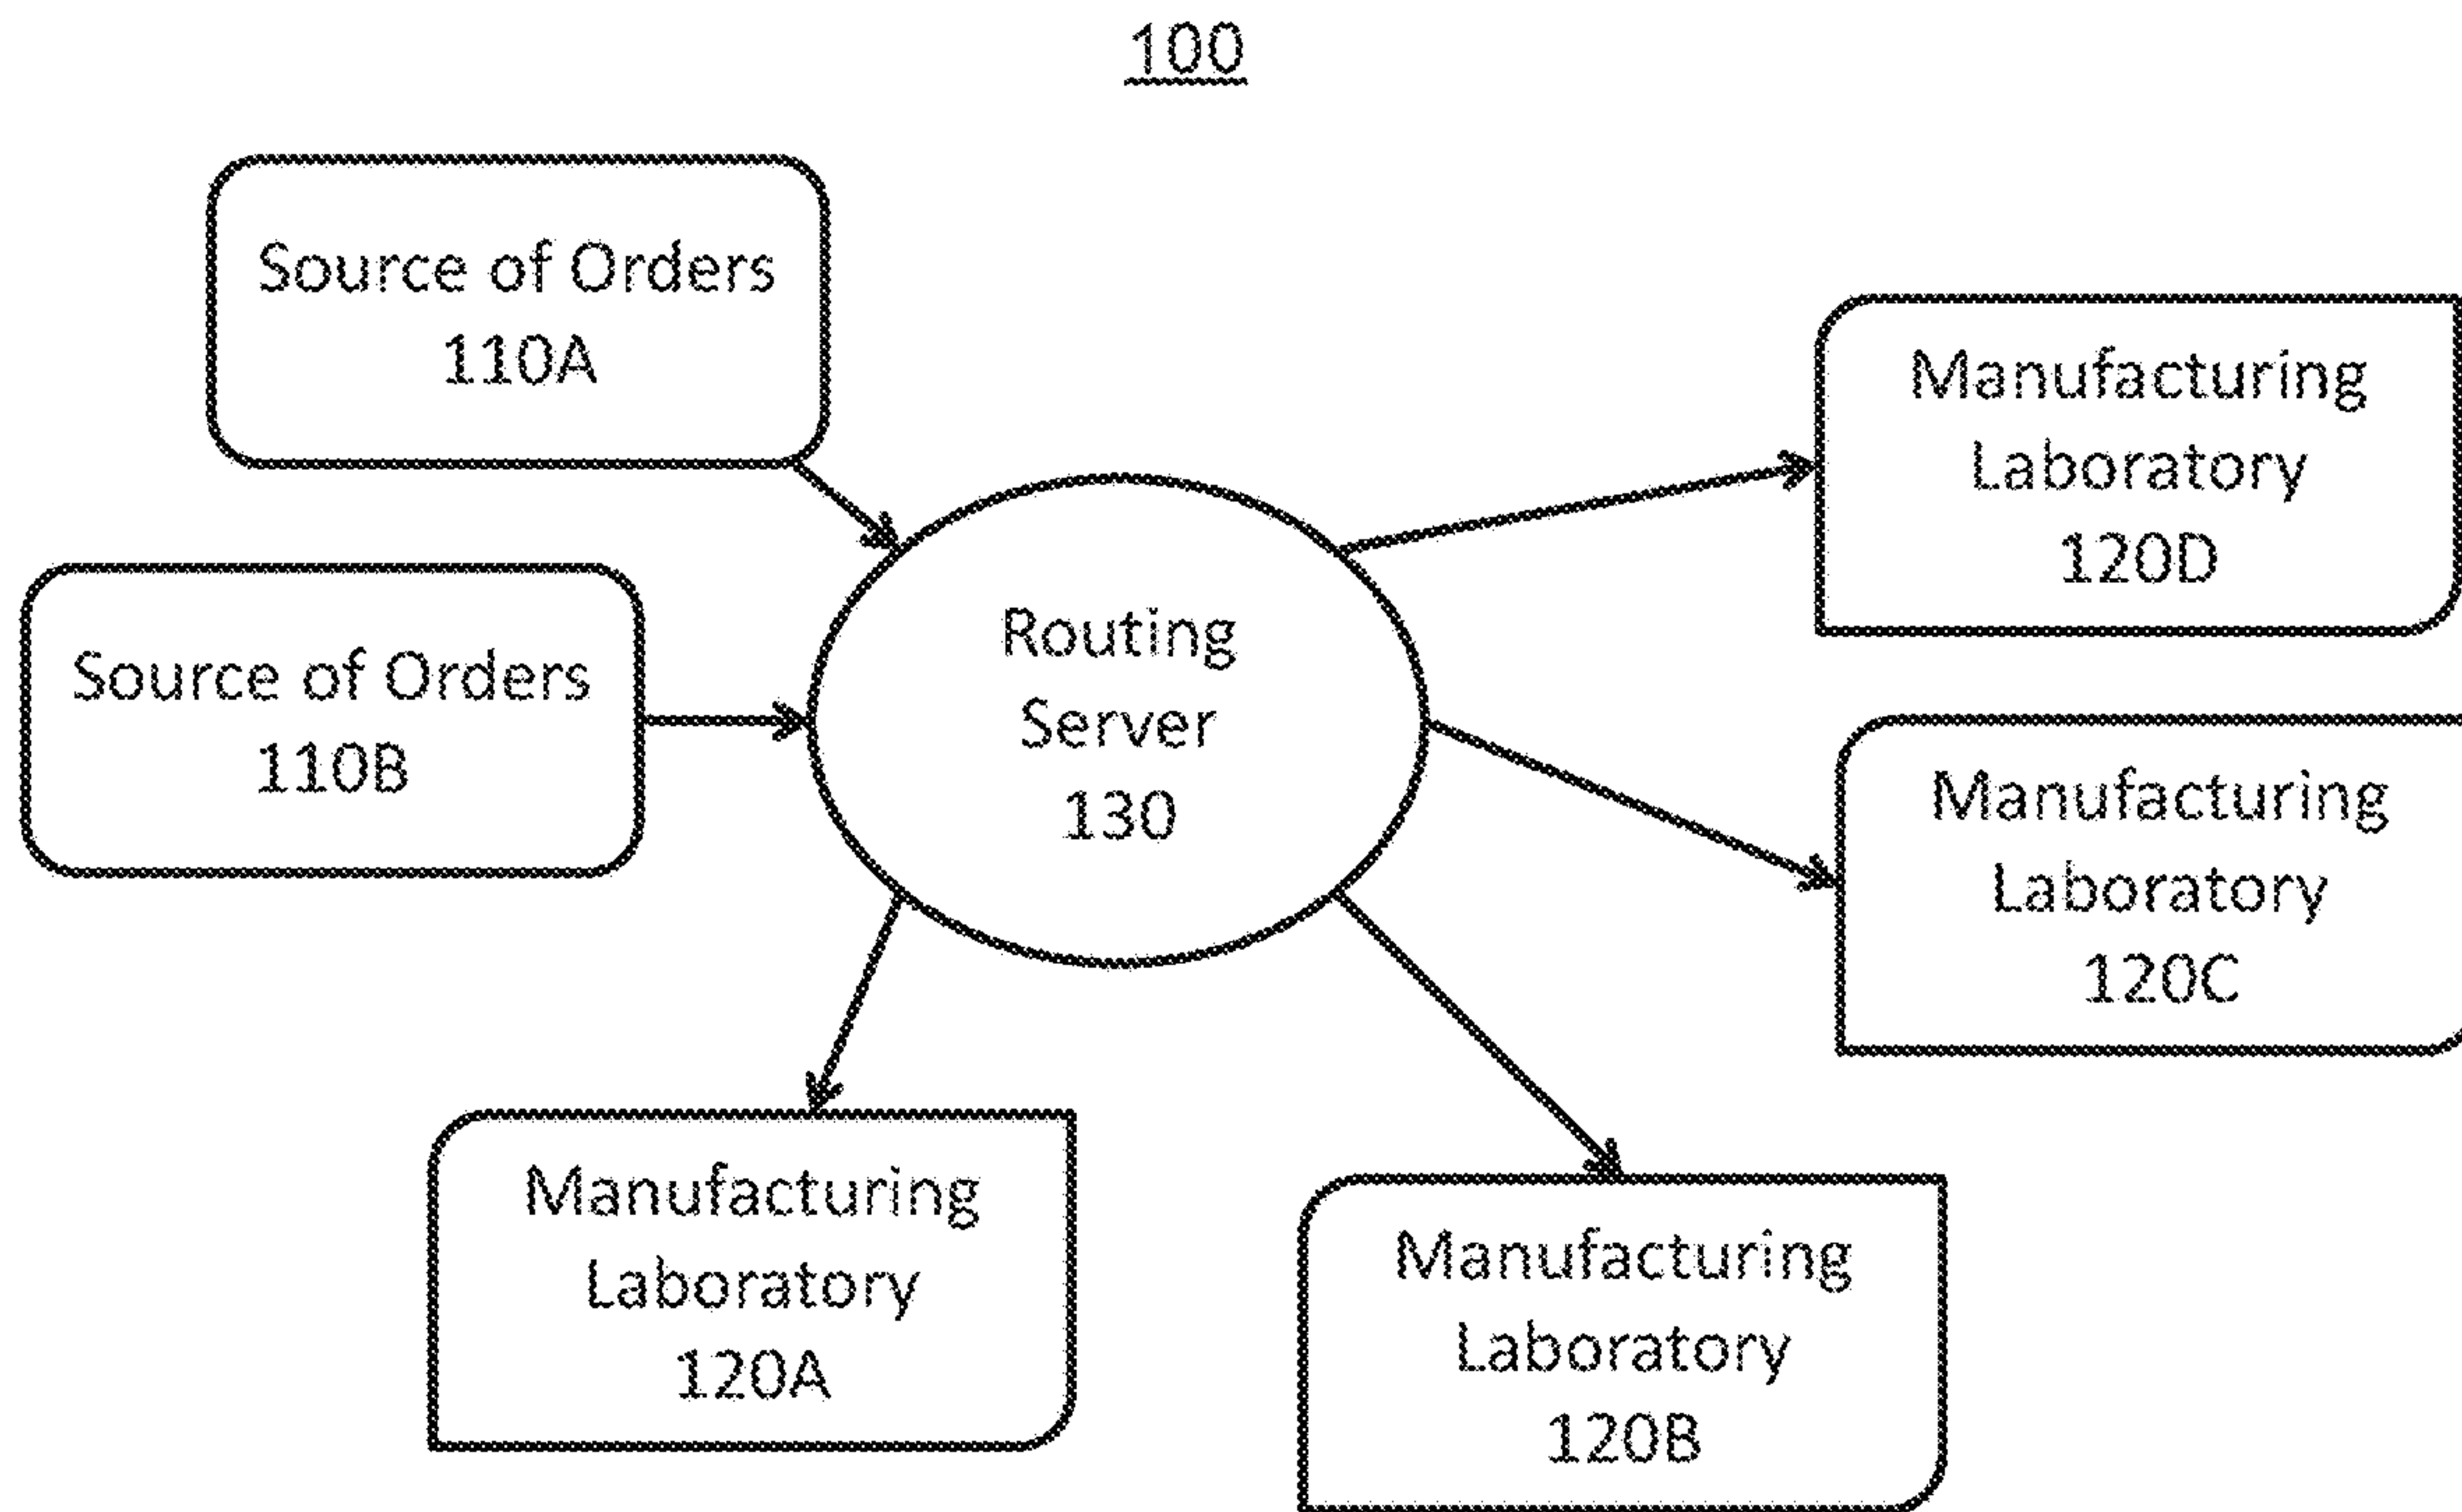 100
Source of Orders
110A
Source of Orders
110B
Routing
Server
130
Manufacturing
Laboratory
120D
Manufacturing
Laboratory
120C
Manufacturing
Laboratory
120A
Manufacturing
Laboratory
120B